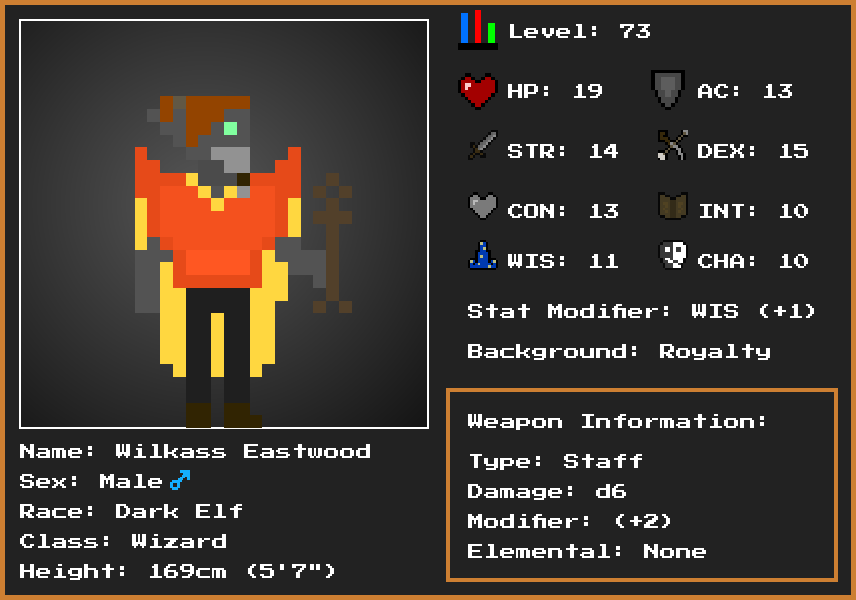 Level: 73
HP: 19
AC: 13
STR: 14
DEX: 15
CON: 13
INT: 10
WIS: 11
CHA: 10
Stat Modifier: WIS (+1)
Background: Royalty
Weapon Information:
Type: Staff
Damage: d6
Modifier: (+2)
Elemental: None
Name: Wilkass Eastwood
Sex: Male ♂
Race: Dark Elf
Class: Wizard
Height: 169cm (5'7")